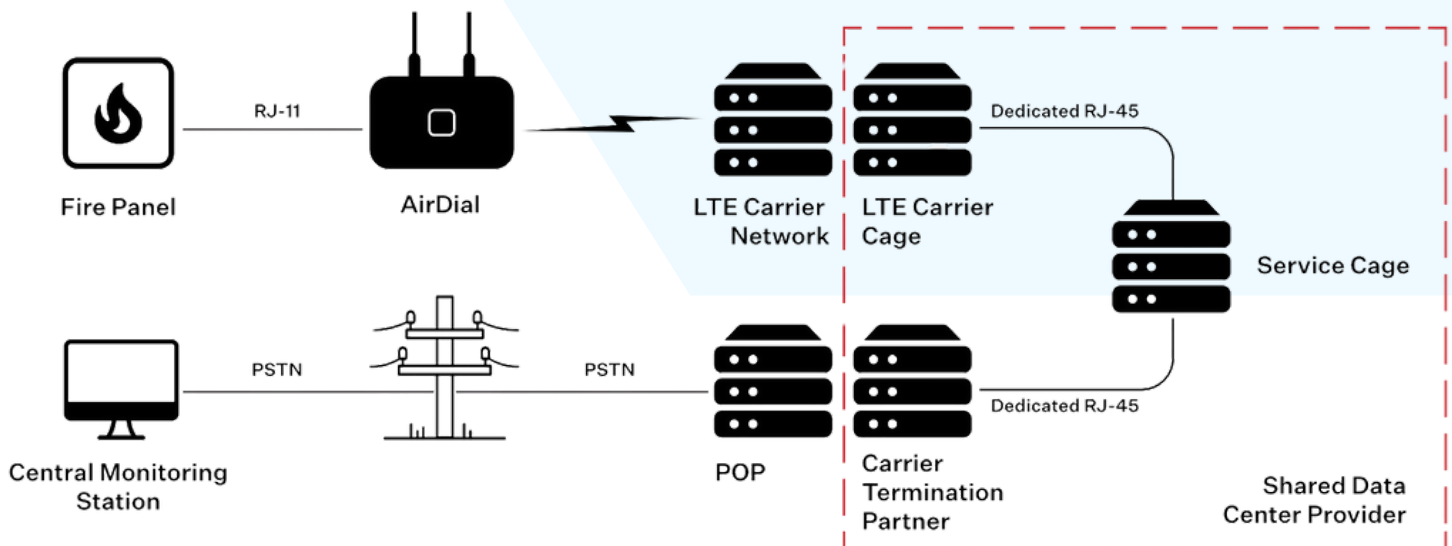 RJ-11
Dedicated RJ-45
Fire Panel
AirDial
LTE Carrier
Network
LTE Carrier
Cage
Service Cage
PSTN
PSTN
Dedicated RJ-45
Central Monitoring
Station
POP
Carrier
Termination
Partner
Shared Data
Center Provider